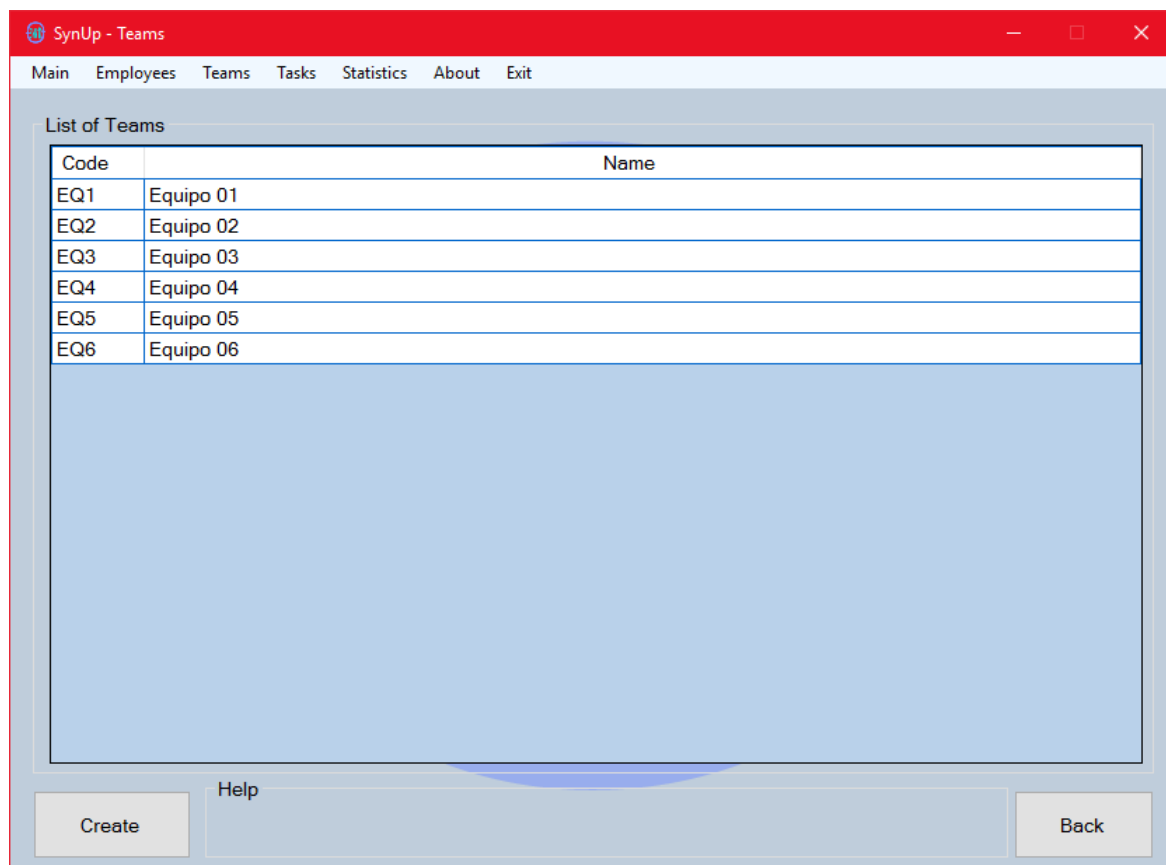 SynUp - Teams
Main Employees Teams Tasks Statistics About Exit
List of Teams
Code Name
EQ1 Equipo 01
EQ2 Equipo 02
EQ3 Equipo 03
EQ4 Equipo 04
EQ5 Equipo 05
EQ6 Equipo 06
Help
Create Back